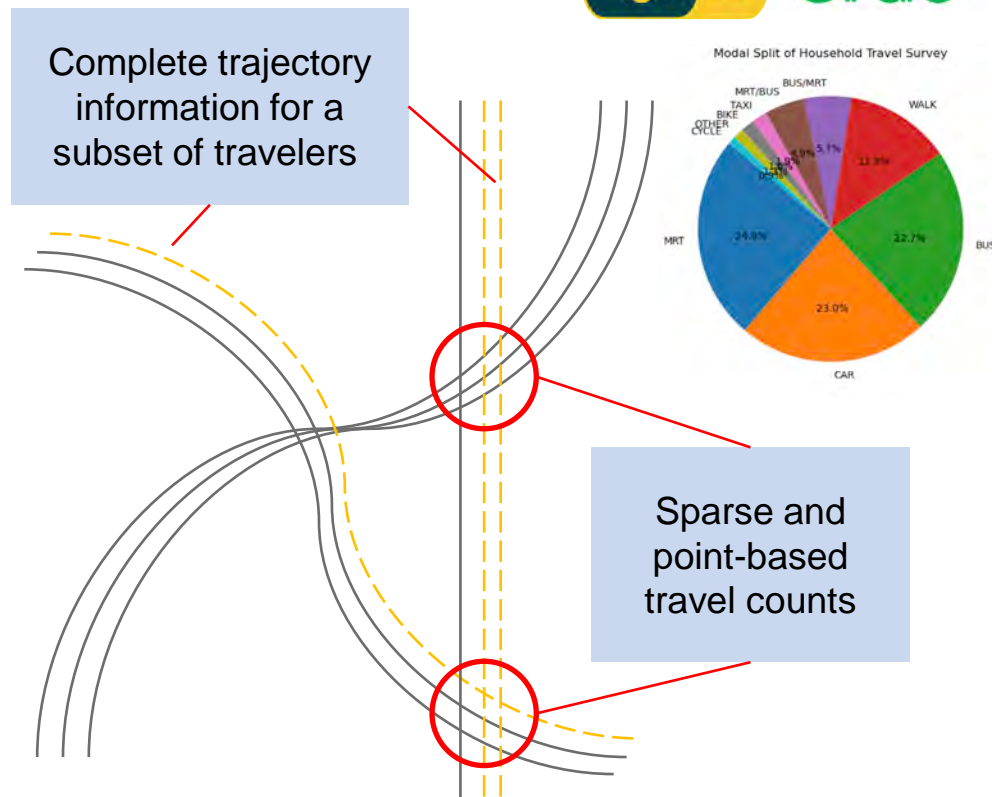 Complete trajectory
information for a
subset of travelers
Modal Split of Household Travel Survey
BUS/MRT
MRT/BUS
TAXI
BIKE
OTHER
CYCLE
WALK
5.7%
MRT
24.9%
22.7%
BUS
23.0%
CAR
Sparse and
point-based
travel counts